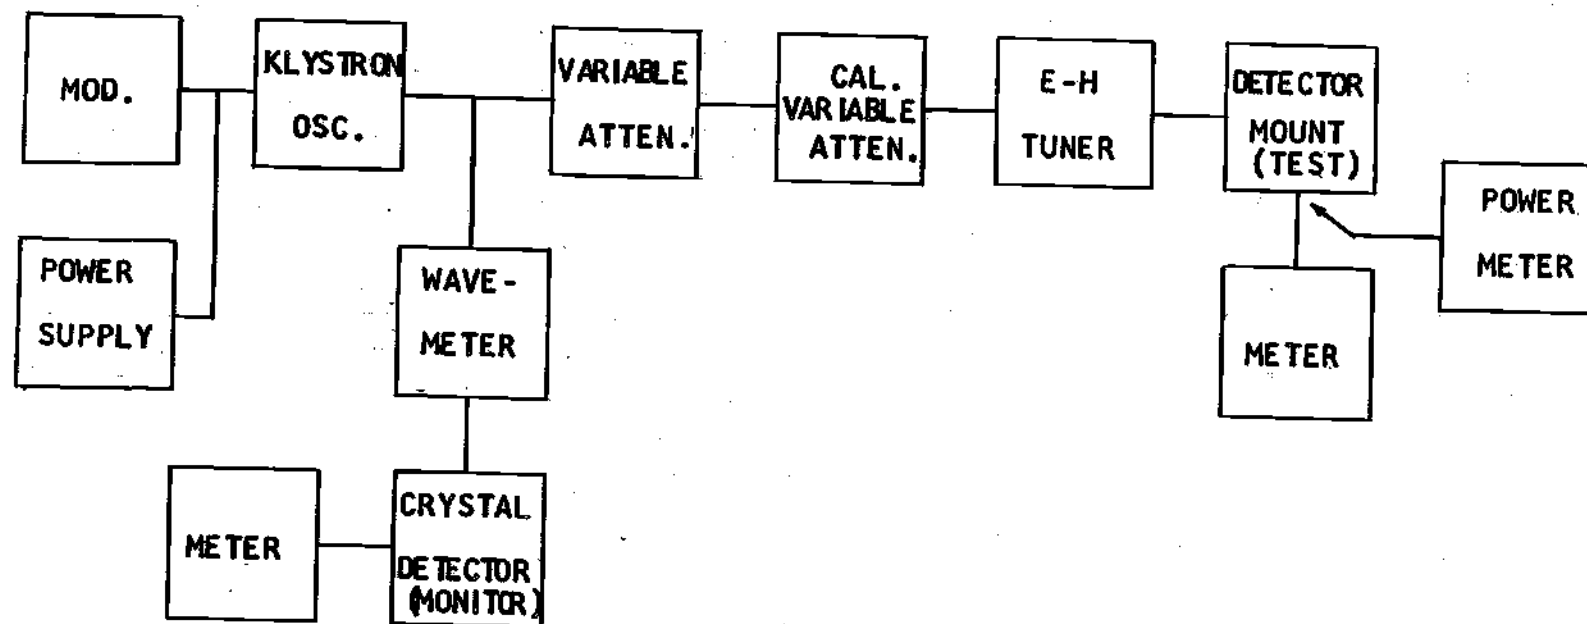 MOD.
KLYSTRON
OSC.
VARIABLE
ATTEN.
CAL.
VARIABLE
ATTEN.
E-H
TUNER
DETECTOR
MOUNT
(TEST)
POWER
METER
POWER
SUPPLY
WAVE-
METER
METER
METER
CRYSTAL
DETECTOR
(MONITOR)